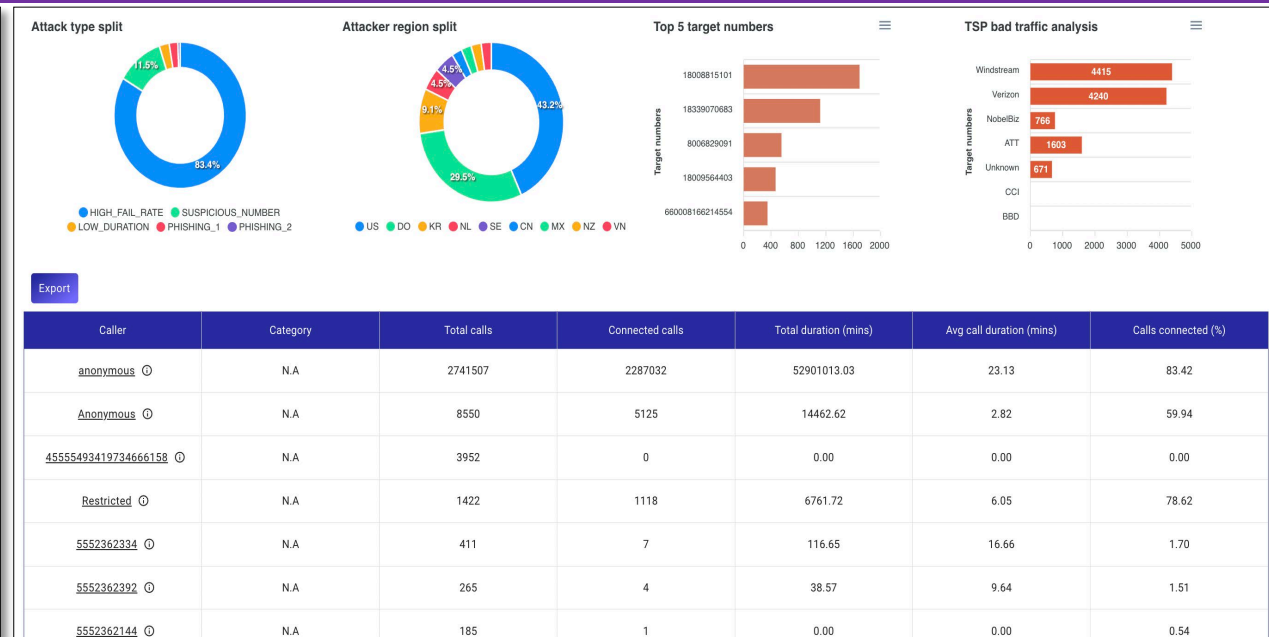 Attack type split
11.5%
83.4%
HIGH_FAIL_RATE SUSPICIOUS_NUMBER
LOW_DURATION PHISHING_1 PHISHING_2
Attacker region split
4.5%
4.5%
9.1%
43.2%
29.5%
US DO KR NL SE CN MX NZ VN
Top 5 target numbers
Target numbers
18008815101
18339070683
8006829091
18009564403
660008166214554
0 400 800 1200 1600 2000
TSP bad traffic analysis
Target numbers
Windstream 4415
Verizon 4240
NobelBiz 766
ATT 1603
Unknown 671
CCI
BBD
0 1000 2000 3000 4000 5000
Export
Caller Category Total calls Connected calls Total duration (mins) Avg call duration (mins) Calls connected (%)
anonymous N.A 2741507 2287032 52901013.03 23.13 83.42
Anonymous N.A 8550 5125 14462.62 2.82 59.94
45555493419734666158 N.A 3952 0 0.00 0.00 0.00
Restricted N.A 1422 1118 6761.72 6.05 78.62
5552362334 N.A 411 7 116.65 16.66 1.70
5552362392 N.A 265 4 38.57 9.64 1.51
5552362144 N.A 185 1 0.00 0.00 0.54